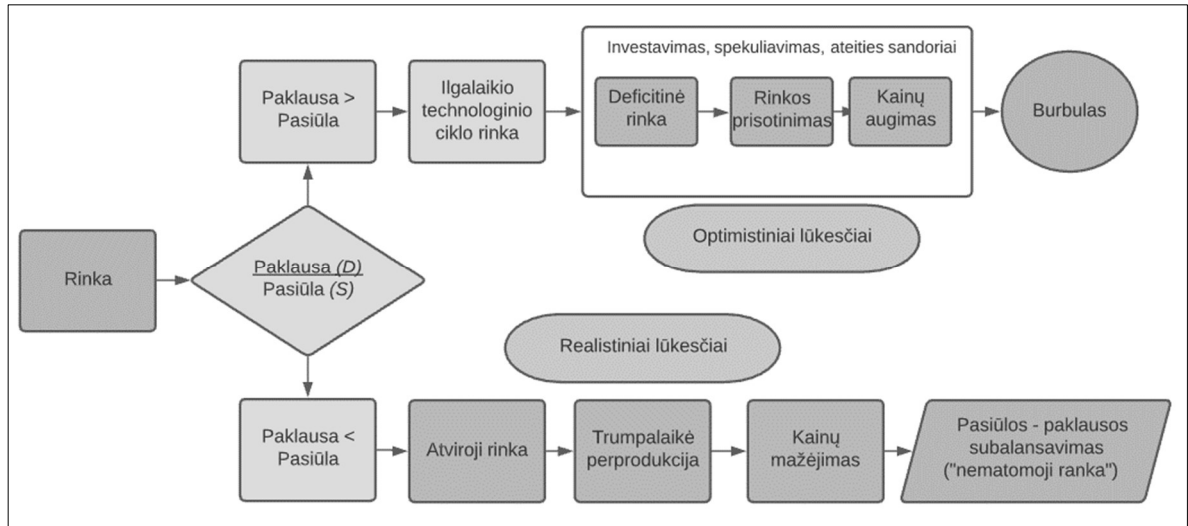 Investavimas, spekuliavimas, ateities sandoriai
Paklausa >
Pasiūla
Ilgalaikio
technologinio
ciklo rinka
Deficitinė
rinka
Rinkos
prisotinimas
Kainų
augimas
Burbulas
Optimistiniai lūkesčiai
Rinka
Paklausa (D)
Pasiūla (S)
Realistiniai lūkesčiai
Paklausa <
Pasiūla
Atviroji rinka
Trumpalaikė
perprodukcija
Kainų
mažėjimas
Pasiūlos - paklausos
subalansavimas
("nematomoji ranka")